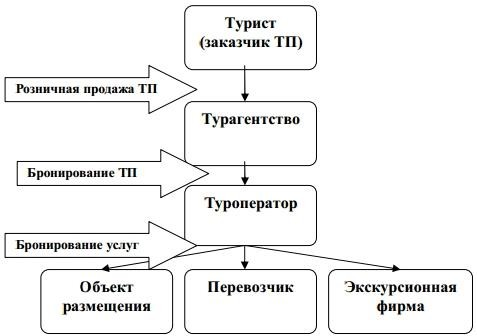 Турист
(заказчик ТП)
Розничная продажа ТП
Турагентство
Бронирование ТП
Туроператор
Бронирование услуг
Объект
размещения
Перевозчик
Экскурсионная
фирма